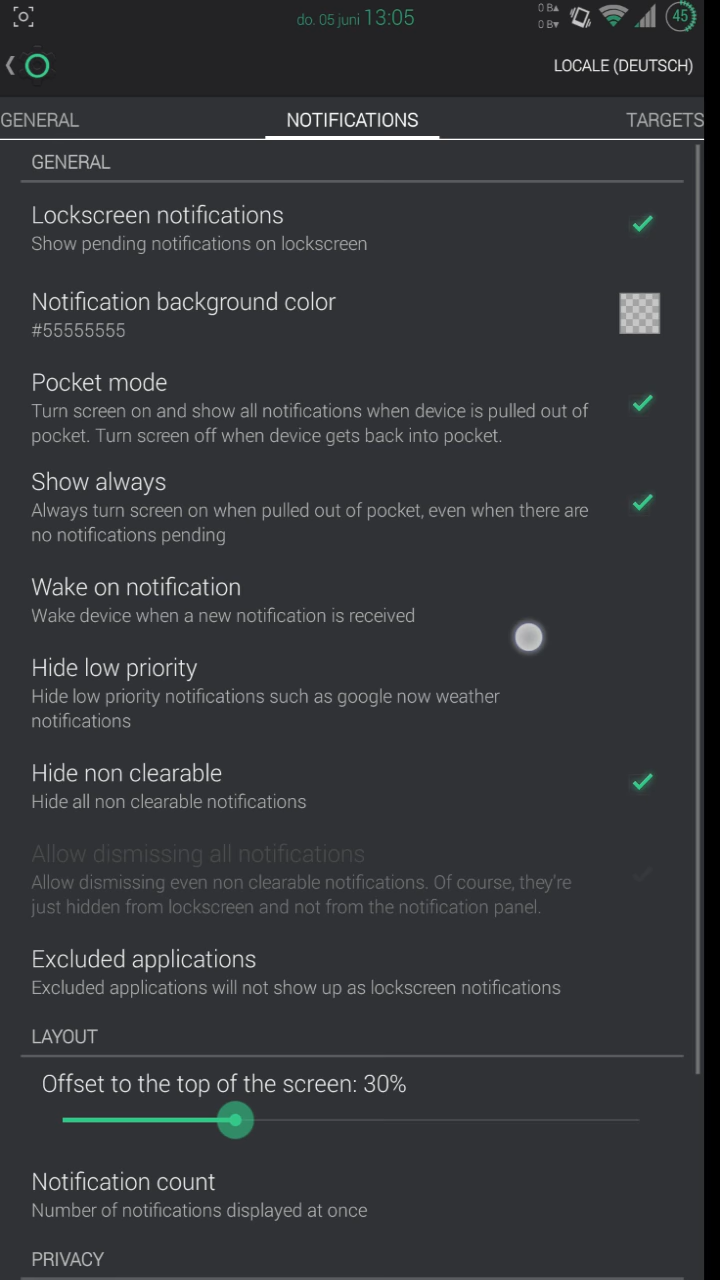 do. 05 juni 13:05
0 B▲
0 B▼
45
LOCALE (DEUTSCH)
GENERAL NOTIFICATIONS TARGETS
GENERAL
Lockscreen notifications
Show pending notifications on lockscreen
Notification background color
#55555555
Pocket mode
Turn screen on and show all notifications when device is pulled out of
pocket. Turn screen off when device gets back into pocket.
Show always
Always turn screen on when pulled out of pocket, even when there are
no notifications pending
Wake on notification
Wake device when a new notification is received
Hide low priority
Hide low priority notifications such as google now weather
notifications
Hide non clearable
Hide all non clearable notifications
Allow dismissing all notifications
Allow dismissing even non clearable notifications. Of course, they're
just hidden from lockscreen and not from the notification panel.
Excluded applications
Excluded applications will not show up as lockscreen notifications
LAYOUT
Offset to the top of the screen: 30%
Notification count
Number of notifications displayed at once
PRIVACY